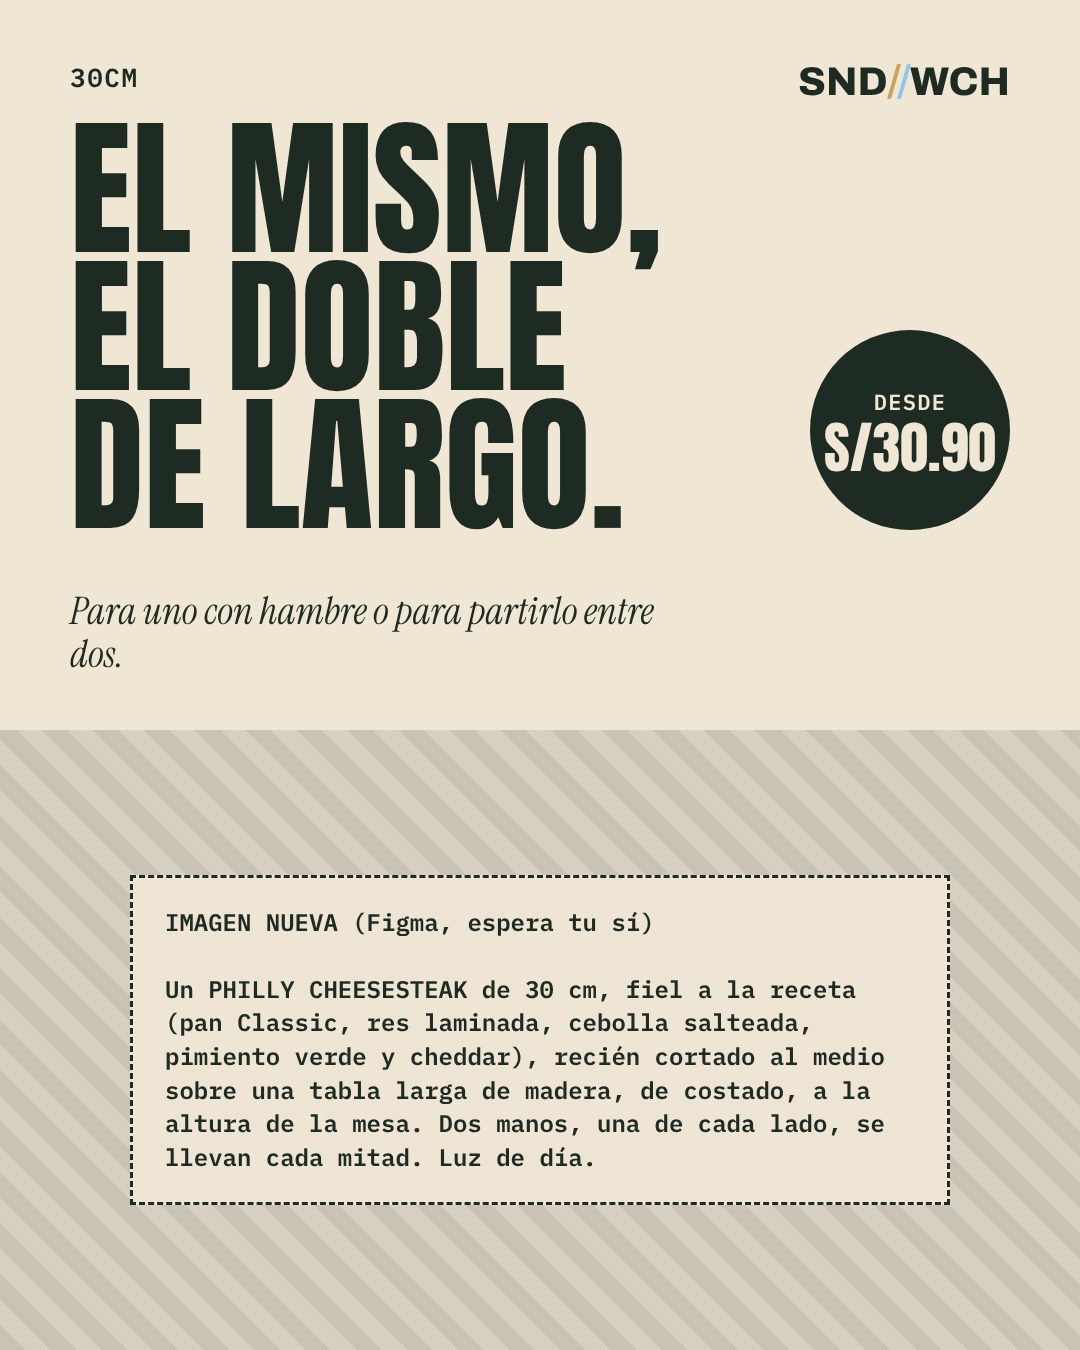 30CM
SND//WCH
EL MISMO,
EL DOBLE
DE LARGO.
DESDE
S/30.90
Para uno con hambre o para partirlo entre
dos.
IMAGEN NUEVA (Figma, espera tu sí)
Un PHILLY CHEESESTEAK de 30 cm, fiel a la receta
(pan Classic, res laminada, cebolla salteada,
pimiento verde y cheddar), recién cortado al medio
sobre una tabla larga de madera, de costado, a la
altura de la mesa. Dos manos, una de cada lado, se
llevan cada mitad. Luz de día.